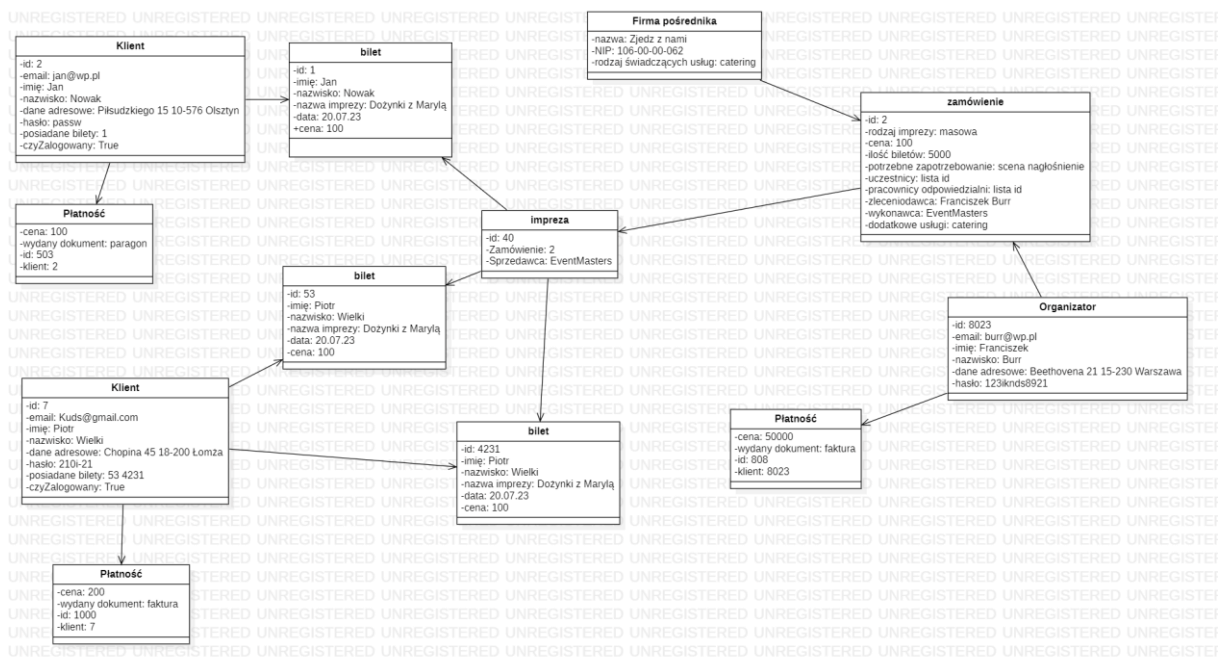 Firma pośrednika
-nazwa: Zjedz z nami
-NIP: 106-00-00-062
-rodzaj świadczących usług: catering
Klient
-id: 2
-email: jan@wp.pl
-imię: Jan
-nazwisko: Nowak
-dane adresowe: Piłsudzkiego 15 10-576 Olsztyn
-hasło: passw
-posiadane bilety: 1
-czyZalogowany: True
bilet
-id: 1
-imię: Jan
-nazwisko: Nowak
-nazwa imprezy: Dożynki z Marylą
-data: 20.07.23
+cena: 100
zamówienie
-id: 2
-rodzaj imprezy: masowa
-cena: 100
-ilość biletów: 5000
-potrzebne zapotrzebowanie: scena nagłośnienie
-uczestnicy: lista id
-pracownicy odpowiedzialni: lista id
-zleceniodawca: Franciszek Burr
-wykonawca: EventMasters
-dodatkowe usługi: catering
Płatność
-cena: 100
-wydany dokument: paragon
-id: 503
-klient: 2
impreza
-id: 40
-Zamówienie: 2
-Sprzedawca: EventMasters
bilet
-id: 53
-imię: Piotr
-nazwisko: Wielki
-nazwa imprezy: Dożynki z Marylą
-data: 20.07.23
-cena: 100
Organizator
-id: 8023
-email: burr@wp.pl
-imię: Franciszek
-nazwisko: Burr
-dane adresowe: Beethovena 21 15-230 Warszawa
-hasło: 123iknds8921
Klient
-id: 7
-email: Kuds@gmail.com
-imię: Piotr
-nazwisko: Wielki
-dane adresowe: Chopina 45 18-200 Łomza
-hasło: 210i-21
-posiadane bilety: 53 4231
-czyZalogowany: True
Płatność
-cena: 50000
-wydany dokument: faktura
-id: 808
-klient: 8023
bilet
-id: 4231
-imię: Piotr
-nazwisko: Wielki
-nazwa imprezy: Dożynki z Marylą
-data: 20.07.23
-cena: 100
Płatność
-cena: 200
-wydany dokument: faktura
-id: 1000
-klient: 7